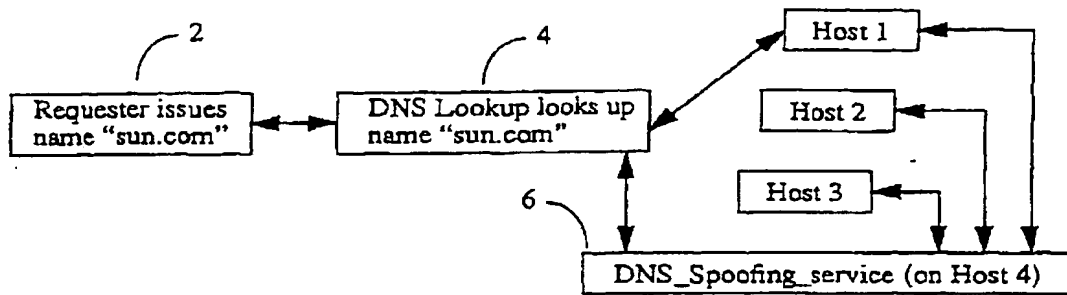 2
4
Host 1
Requester issues
name “sun.com”
DNS Lookup looks up
name “sun.com”
Host 2
Host 3
6
DNS_Spoofing_service (on Host 4)